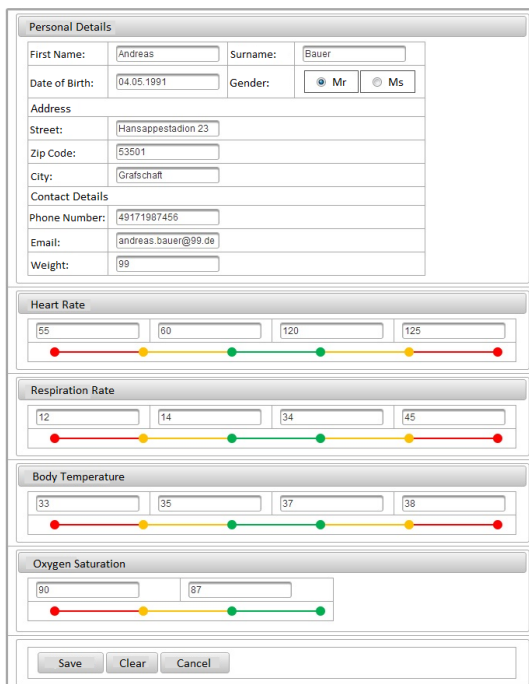 Personal Details
First Name: Andreas Surname: Bauer
Date of Birth: 04.05.1991 Gender: Mr Ms
Address
Street: Hansappestadion 23
Zip Code: 53501
City: Grafschaft
Contact Details
Phone Number: 49171987456
Email: andreas.bauer@99.de
Weight: 99
Heart Rate
55 60 120 125
Respiration Rate
12 14 34 45
Body Temperature
33 35 37 38
Oxygen Saturation
90 87
Save Clear Cancel